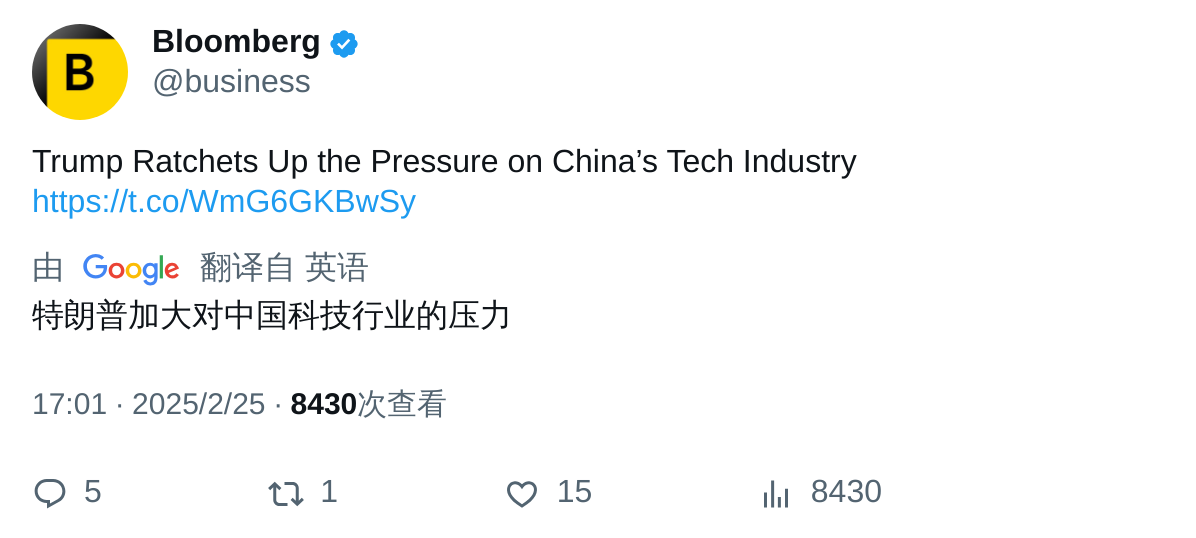 B
Bloomberg
@business
Trump Ratchets Up the Pressure on China’s Tech Industry
https://t.co/WmG6GKBwSy
由 Google 翻译自 英语
特朗普加大对中国科技行业的压力
17:01 · 2025/2/25 · 8430次查看
5 1 15 8430